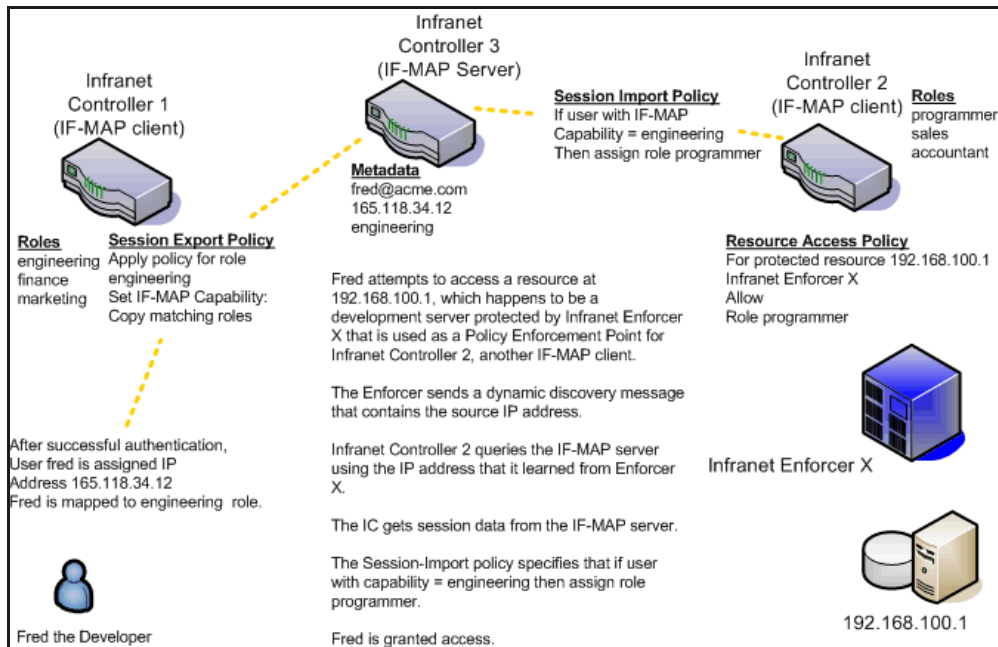 Infranet
Controller 1
(IF-MAP client)
Roles
engineering
finance
marketing
Session Export Policy
Apply policy for role
engineering
Set IF-MAP Capability:
Copy matching roles
After successful authentication,
User fred is assigned IP
Address 165.118.34.12
Fred is mapped to engineering role.
Fred the Developer
Infranet
Controller 3
(IF-MAP Server)
Metadata
fred@acme.com
165.118.34.12
engineering
Fred attempts to access a resource at
192.168.100.1, which happens to be a
development server protected by Infranet Enforcer
X that is used as a Policy Enforcement Point for
Infranet Controller 2, another IF-MAP client.
The Enforcer sends a dynamic discovery message
that contains the source IP address.
Infranet Controller 2 queries the IF-MAP server
using the IP address that it learned from Enforcer
X.
The IC gets session data from the IF-MAP server.
The Session-Import policy specifies that if user
with capability = engineering then assign role
programmer.
Fred is granted access.
Session Import Policy
If user with IF-MAP
Capability = engineering
Then assign role programmer
Infranet
Controller 2
(IF-MAP client)
Roles
programmer
sales
accountant
Resource Access Policy
For protected resource 192.168.100.1
Infranet Enforcer X
Allow
Role programmer
Infranet Enforcer X
192.168.100.1